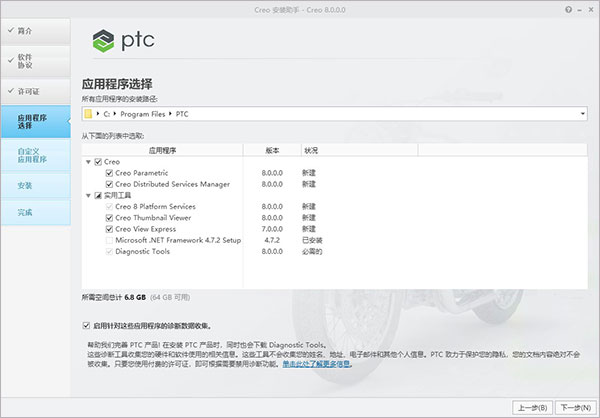 Creo 安装助手 - Creo 8.0.0.0
简介
软件
协议
许可证
应用程序
选择
自定义
应用程序
安装
完成
ptc
应用程序选择
所有应用程序的安装路径:
C: Program Files PTC
从下面的列表中选取:
应用程序 版本 状况
Creo
Creo Parametric 8.0.0.0 新建
Creo Distributed Services Manager 8.0.0.0 新建
实用工具
Creo 8 Platform Services 8.0.0.0 新建
Creo Thumbnail Viewer 8.0.0.0 新建
Creo View Express 7.0.0.0 新建
Microsoft .NET Framework 4.7.2 Setup 4.7.2 已安装
Diagnostic Tools 8.0.0.0 必需的
所需空间总计 6.8 GB (64 GB 可用)
启用针对这些应用程序的诊断数据收集。
帮助我们完善 PTC 产品! 在安装 PTC 产品时，同时也会下载 Diagnostic Tools。
这些诊断工具收集您的硬件和软件使用的相关信息。这些工具不会收集您的姓名、地址、电子邮件和其他个人信息。PTC 致力于保护您的隐私，您的文档内容绝对不会
被收集。只要您使用付费的许可证，即可根据需要禁用诊断功能。单击此处了解更多信息。
上一步(B) 下一步(N)